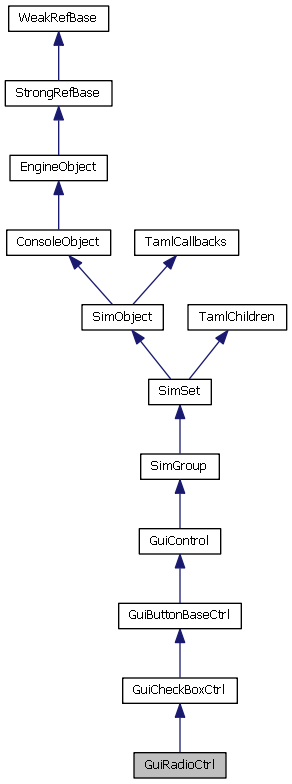 WeakRefBase
StrongRefBase
EngineObject
ConsoleObject
TamlCallbacks
SimObject
TamlChildren
SimSet
SimGroup
GuiControl
GuiButtonBaseCtrl
GuiCheckBoxCtrl
GuiRadioCtrl